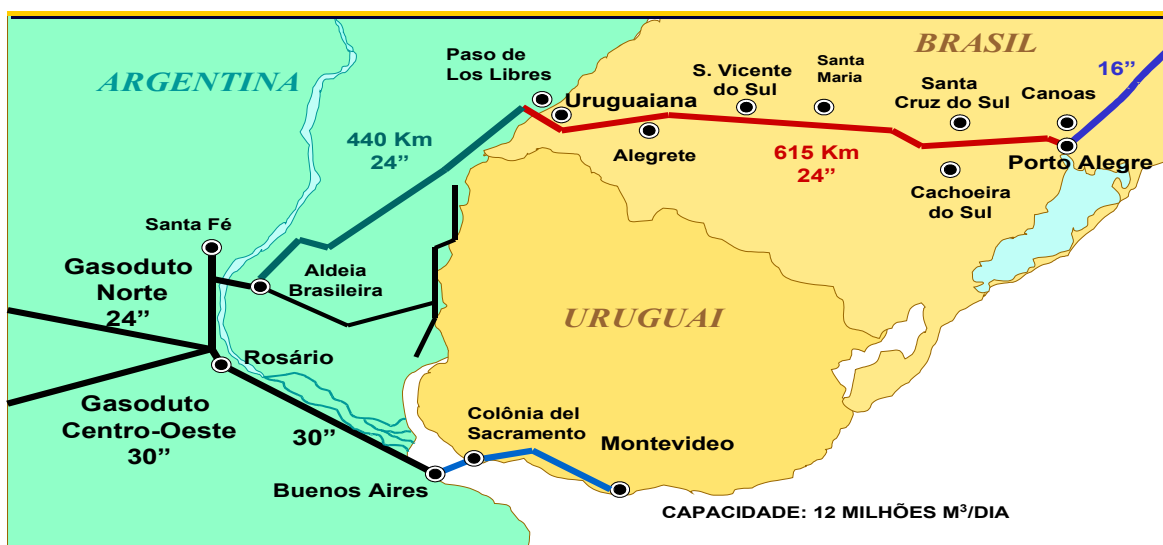 BRASIL
ARGENTINA
Paso de
Los Libres
Uruguaiana
S. Vicente
do Sul
Santa
Maria
Santa
Cruz do Sul
Canoas
16”
440 Km
24”
Alegrete
615 Km
24”
Porto Alegre
Cachoeira
do Sul
Santa Fé
Gasoduto
Norte
24”
Aldeia
Brasileira
URUGUAI
Rosário
Gasoduto
Centro-Oeste
30”
30”
Colônia del
Sacramento
Montevideo
Buenos Aires
CAPACIDADE: 12 MILHÕES M³/DIA